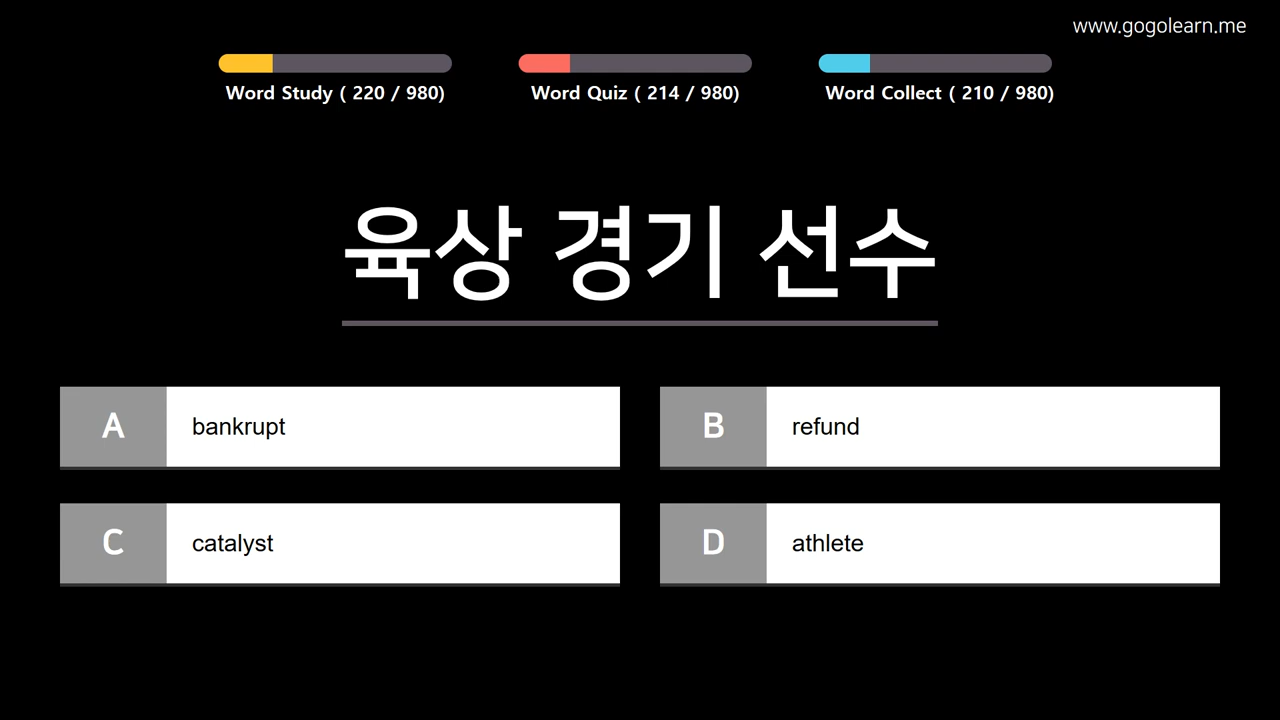 www.gogolearn.me
Word Study ( 220 / 980)
Word Quiz ( 214 / 980)
Word Collect ( 210 / 980)
육상 경기 선수
A bankrupt
B refund
C catalyst
D athlete